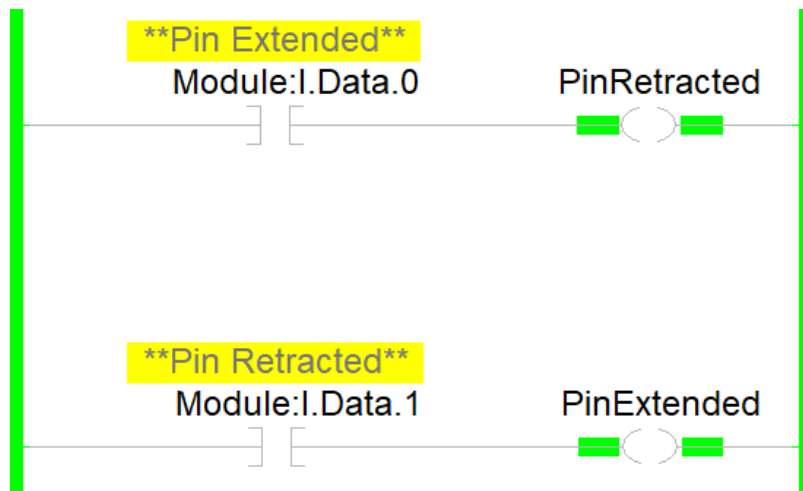 **Pin Extended**
Module:I.Data.0 PinRetracted
**Pin Retracted**
Module:I.Data.1 PinExtended